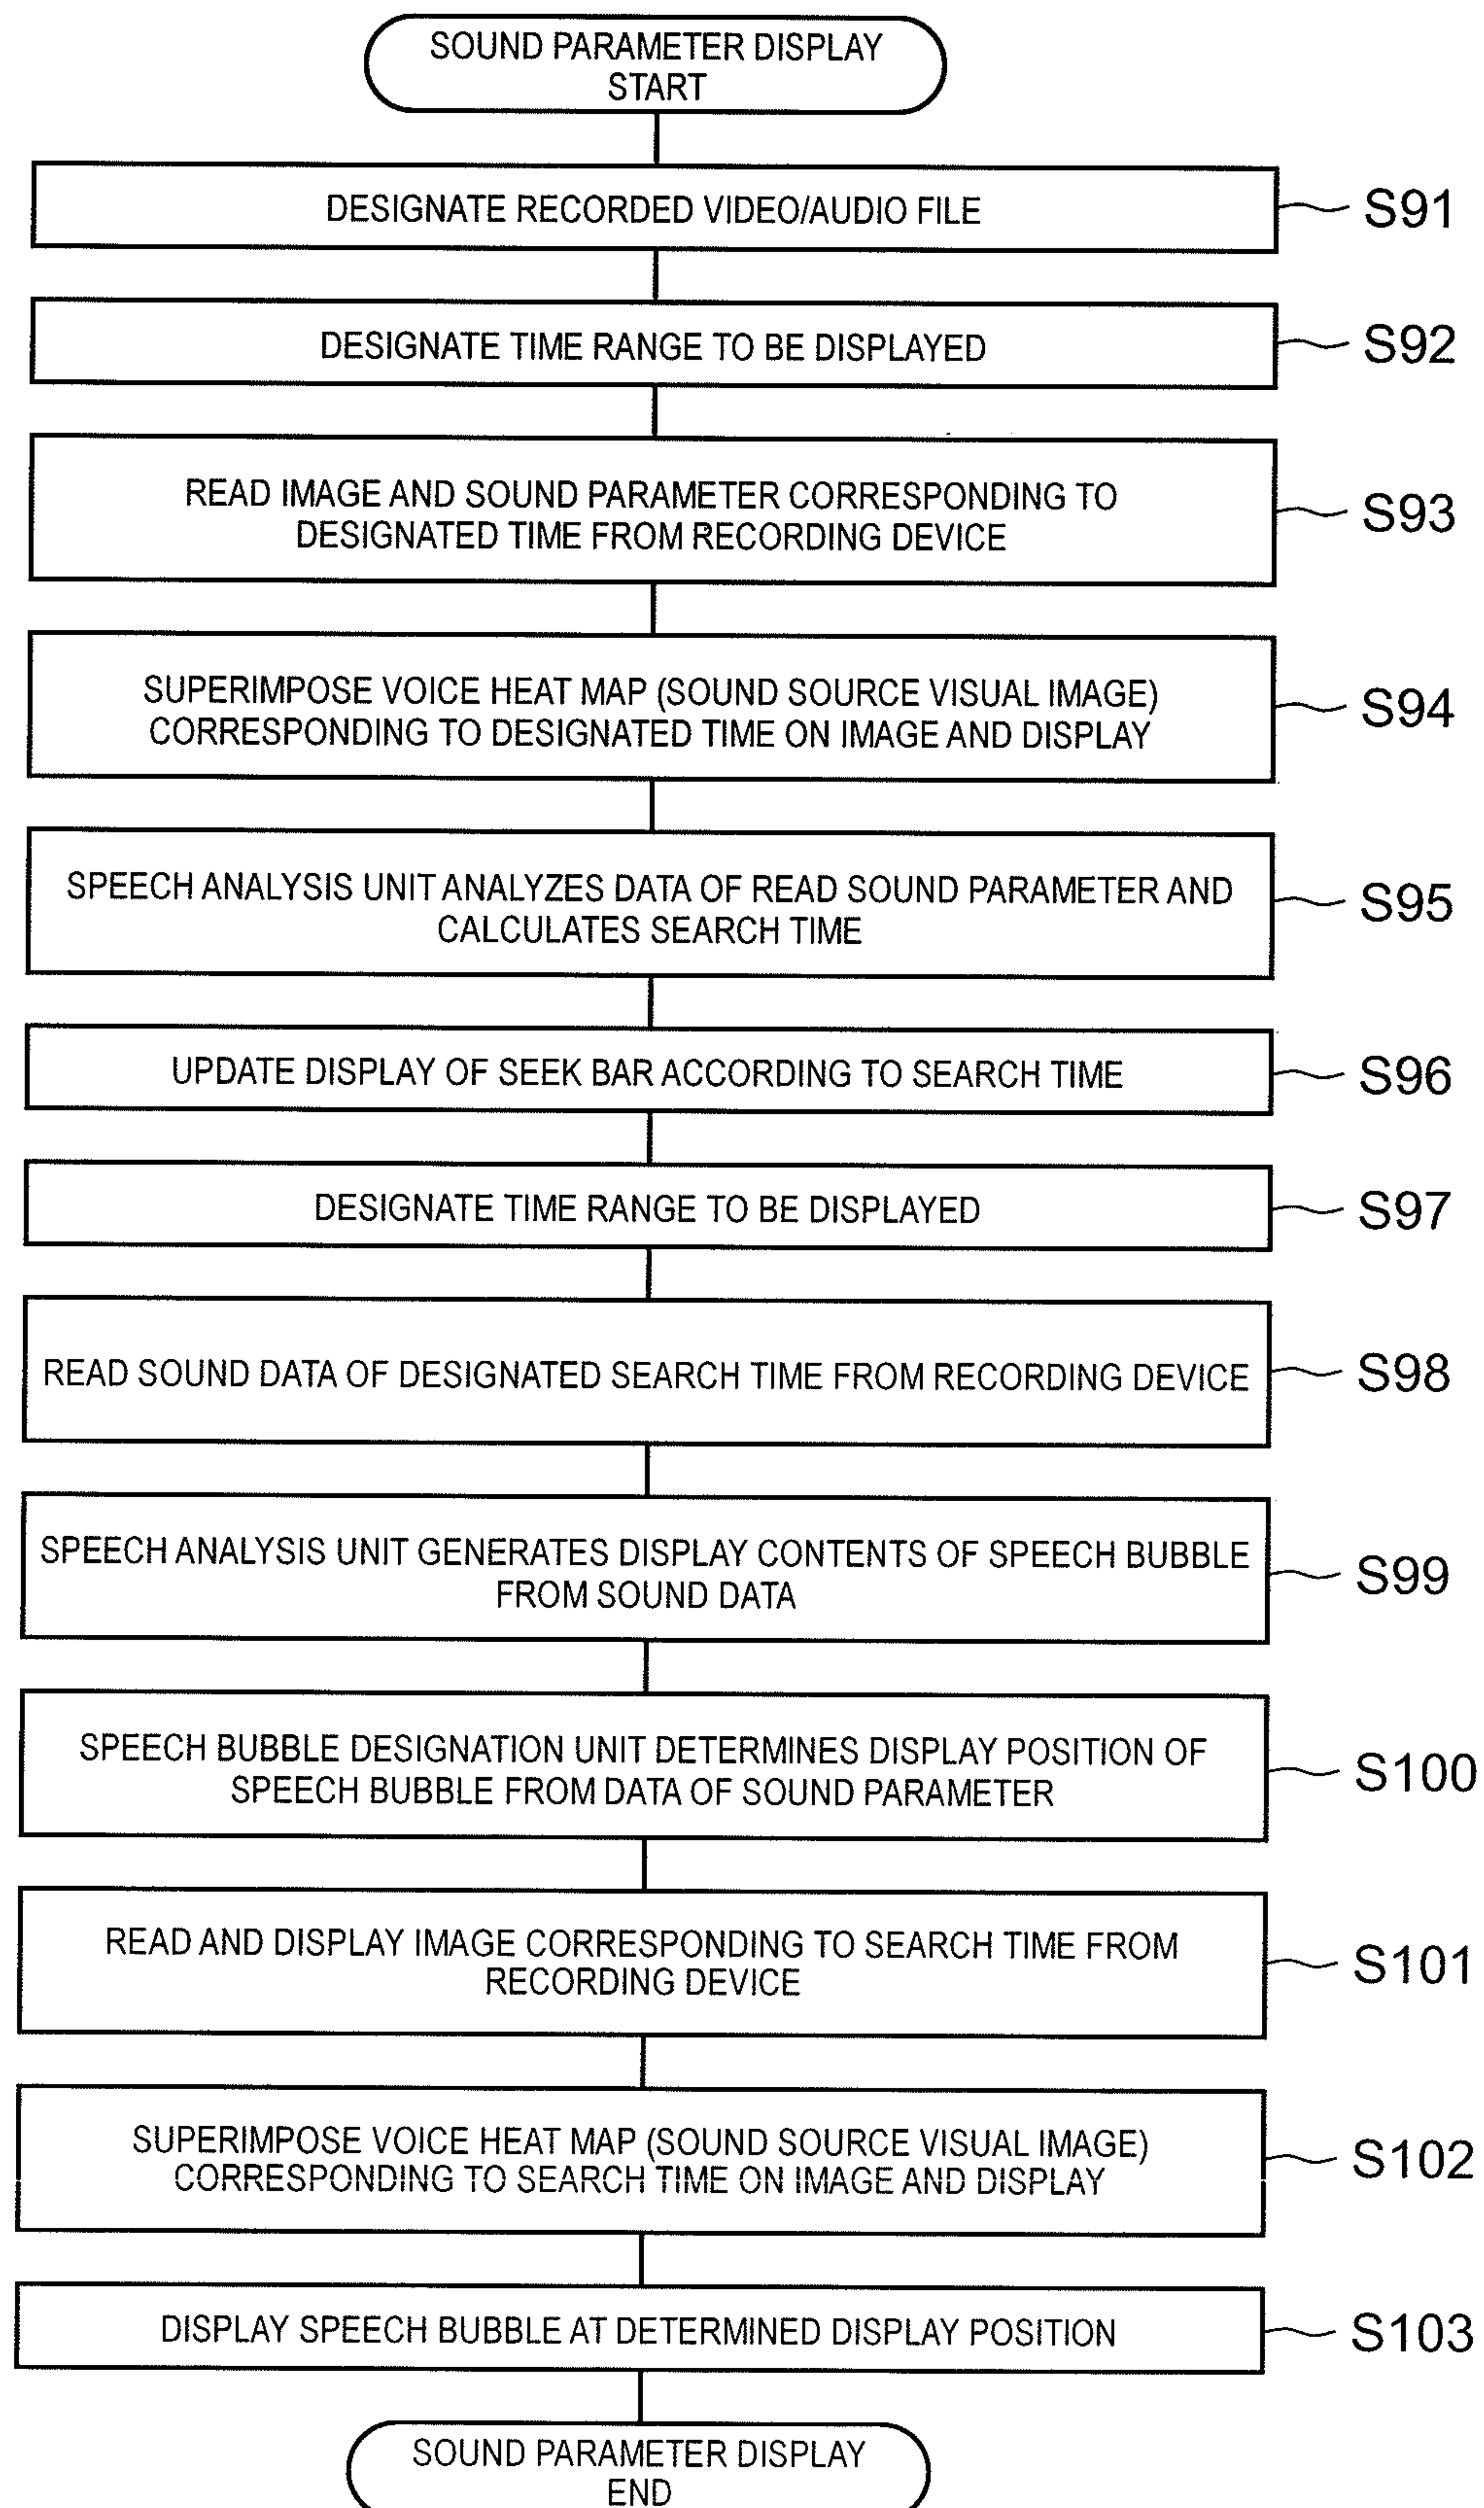 SOUND PARAMETER DISPLAY
START
DESIGNATE RECORDED VIDEO/AUDIO FILE
S91
DESIGNATE TIME RANGE TO BE DISPLAYED
S92
READ IMAGE AND SOUND PARAMETER CORRESPONDING TO
DESIGNATED TIME FROM RECORDING DEVICE
S93
SUPERIMPOSE VOICE HEAT MAP (SOUND SOURCE VISUAL IMAGE)
CORRESPONDING TO DESIGNATED TIME ON IMAGE AND DISPLAY
S94
SPEECH ANALYSIS UNIT ANALYZES DATA OF READ SOUND PARAMETER AND
CALCULATES SEARCH TIME
S95
UPDATE DISPLAY OF SEEK BAR ACCORDING TO SEARCH TIME
S96
DESIGNATE TIME RANGE TO BE DISPLAYED
S97
READ SOUND DATA OF DESIGNATED SEARCH TIME FROM RECORDING DEVICE
S98
SPEECH ANALYSIS UNIT GENERATES DISPLAY CONTENTS OF SPEECH BUBBLE
FROM SOUND DATA
S99
SPEECH BUBBLE DESIGNATION UNIT DETERMINES DISPLAY POSITION OF
SPEECH BUBBLE FROM DATA OF SOUND PARAMETER
S100
READ AND DISPLAY IMAGE CORRESPONDING TO SEARCH TIME FROM
RECORDING DEVICE
S101
SUPERIMPOSE VOICE HEAT MAP (SOUND SOURCE VISUAL IMAGE)
CORRESPONDING TO SEARCH TIME ON IMAGE AND DISPLAY
S102
DISPLAY SPEECH BUBBLE AT DETERMINED DISPLAY POSITION
S103
SOUND PARAMETER DISPLAY
END